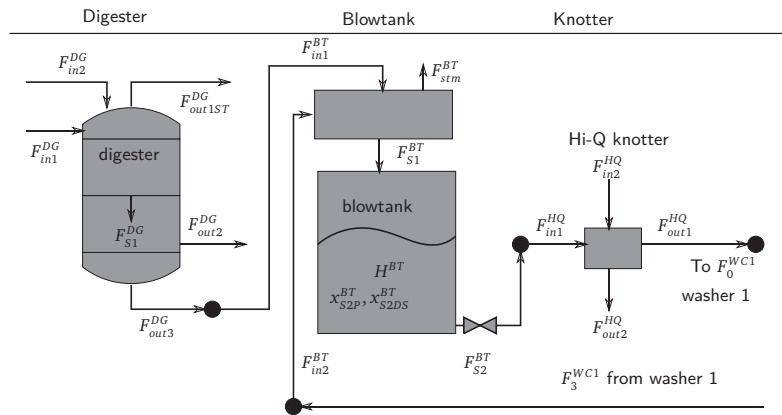 Digester
Blowtank
Knotter
F_{in2}^{DG}
F_{out1ST}^{DG}
F_{in1}^{DG}
digester
F_{S1}^{DG}
F_{out2}^{DG}
F_{out3}^{DG}
F_{in1}^{BT}
F_{stm}^{BT}
F_{S1}^{BT}
blowtank
H^{BT}
x_{S2P}^{BT}, x_{S2DS}^{BT}
F_{in2}^{BT}
F_{S2}^{BT}
Hi-Q knotter
F_{in2}^{HQ}
F_{in1}^{HQ}
F_{out1}^{HQ}
F_{out2}^{HQ}
To F_{0}^{WC1}
washer 1
F_{3}^{WC1} from washer 1